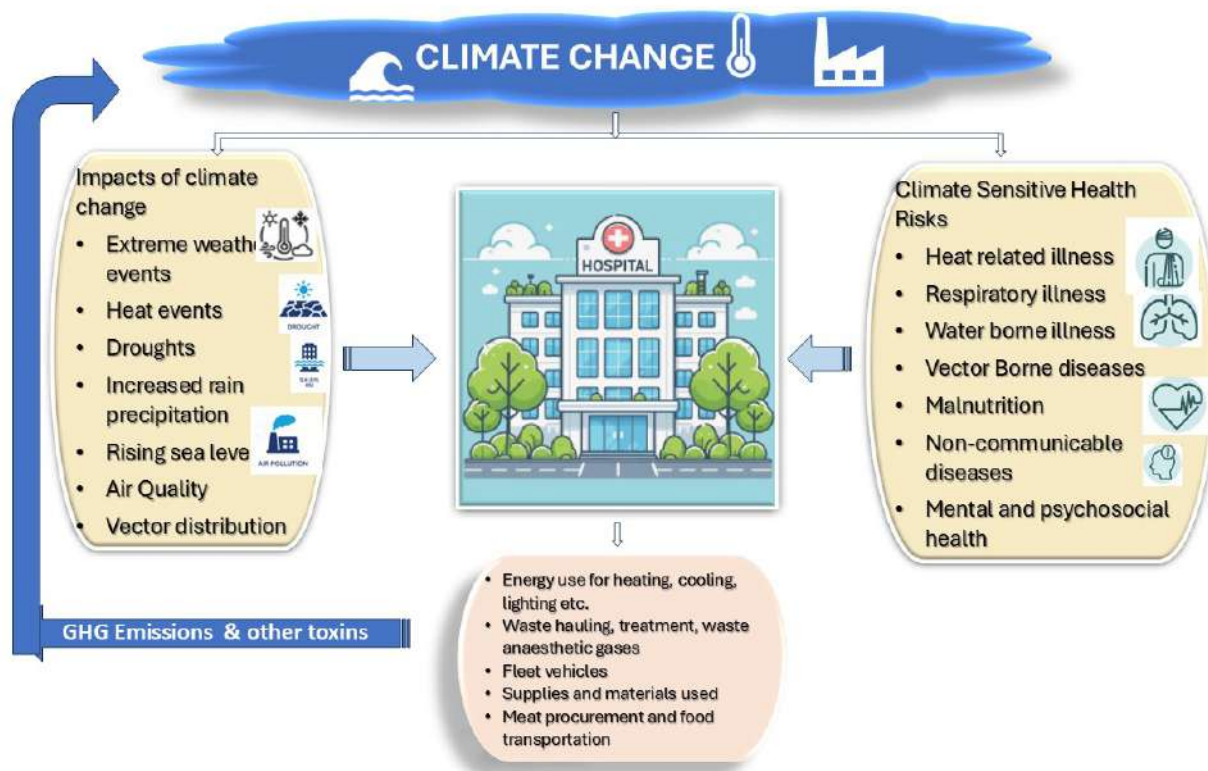 CLIMATE CHANGE
Impacts of climate
change
• Extreme weathe
events
• Heat events
• Droughts
• Increased rain
precipitation
• Rising sea leve
• Air Quality
• Vector distribution
DROUGHT
AIR POLLUTION
HOSPITAL
Climate Sensitive Health
Risks
• Heat related illness
• Respiratory illness
• Water borne illness
• Vector Borne diseases
• Malnutrition
• Non-communicable
diseases
• Mental and psychosocial
health
• Energy use for heating, cooling,
lighting etc.
• Waste hauling, treatment, waste
anaesthetic gases
• Fleet vehicles
• Supplies and materials used
• Meat procurement and food
transportation
GHG Emissions & other toxins